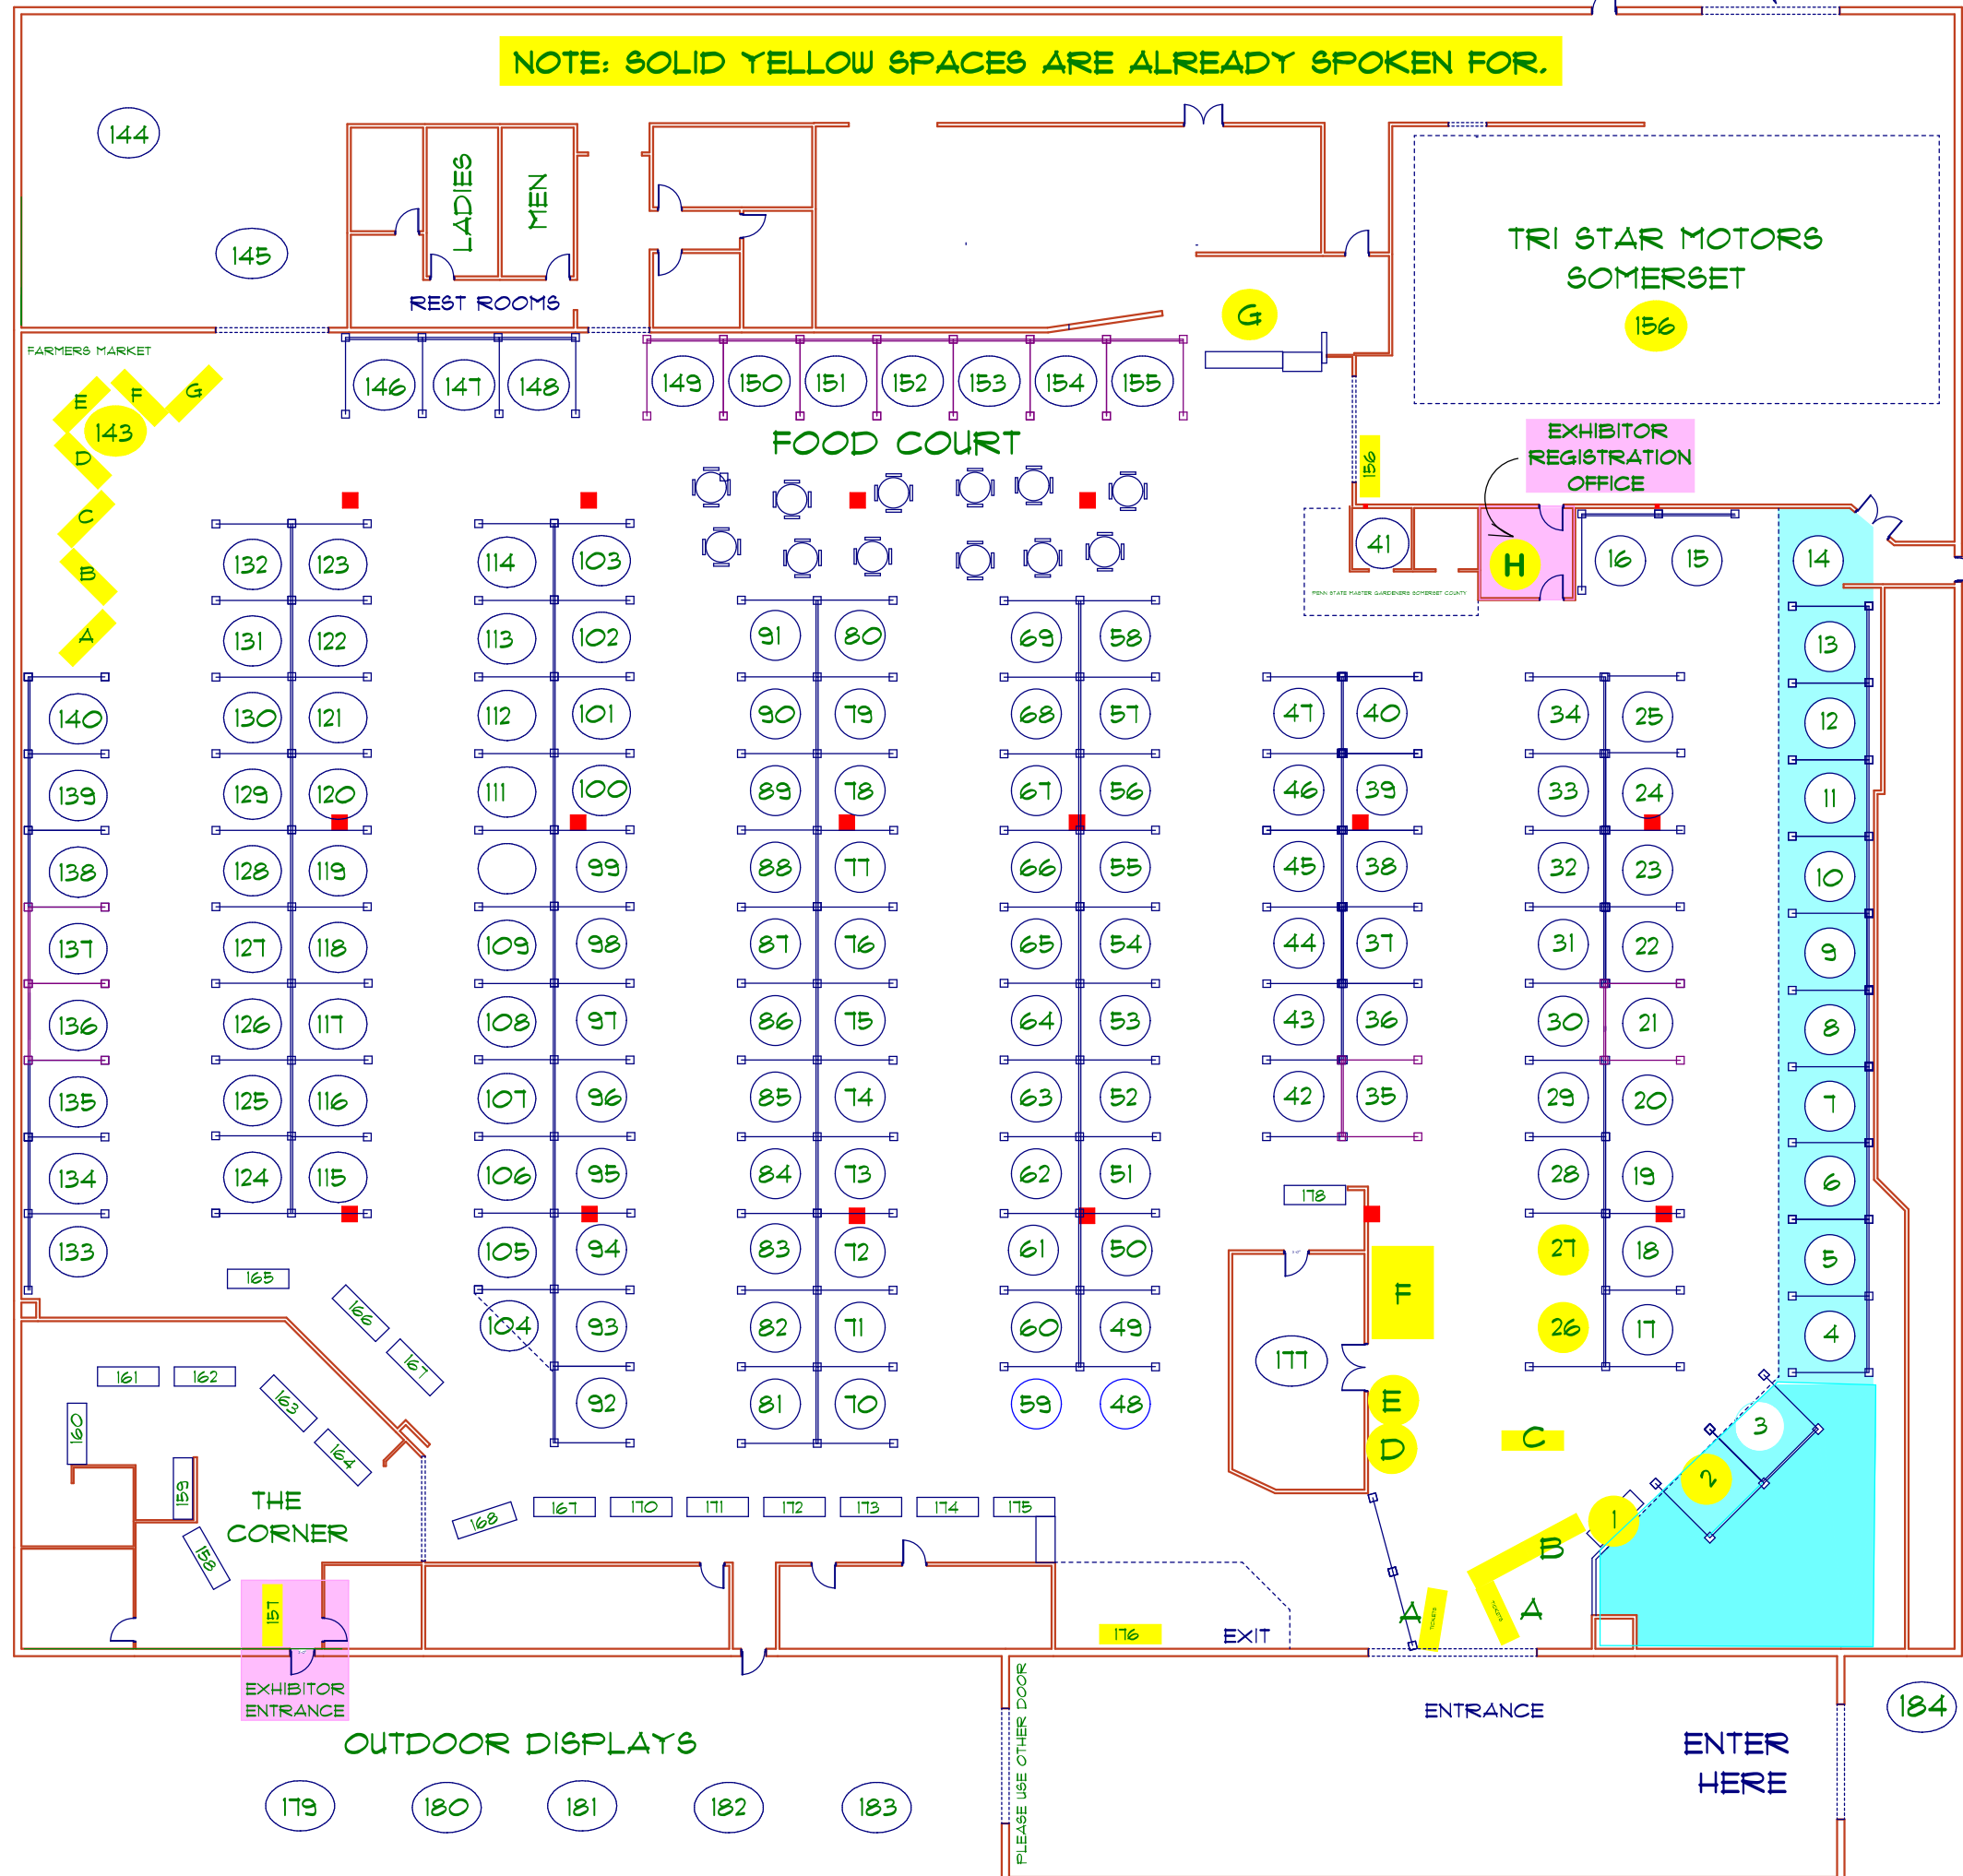 NOTE: SOLID YELLOW SPACES ARE ALREADY SPOKEN FOR.
144
LADIES
MEN
145
REST ROOMS
TRI STAR MOTORS
SOMERSET
156
G
FARMERS MARKET
E
F
G
143
D
C
B
A
146 147 148
149 150 151 152 153 154 155
FOOD COURT
156
EXHIBITOR
REGISTRATION
OFFICE
41
H
16 15 14
PENN STATE MASTER GARDENERS SOMERSET COUNTY
132 123
131 122
130 121
129 120
128 119
127 118
126 117
125 116
124 115
114 103
113 102
112 101
111 100
99
109 98
108 97
107 96
106 95
105 94
104 93
92
91 80
90 79
89 78
88 77
87 76
86 75
85 74
84 73
83 72
82 71
81 70
69 58
68 57
67 56
66 55
65 54
64 53
63 52
62 51
61 50
60 49
59 48
47 40
46 39
45 38
44 37
43 36
42 35
34 25
33 24
32 23
31 22
30 21
29 20
28 19
27 18
26 17
13
12
11
10
9
8
7
6
5
4
3
2
1
140
139
138
137
136
135
134
133
165
166
167
161 162
163
164
160
159
158
THE
CORNER
157
168
167 170 171 172 173 174 175
178
177
F
E
D
C
B
A
A
TICKETS
TICKETS
176
EXIT
EXHIBITOR
ENTRANCE
PLEASE USE OTHER DOOR
ENTRANCE
184
OUTDOOR DISPLAYS
ENTER
HERE
179 180 181 182 183